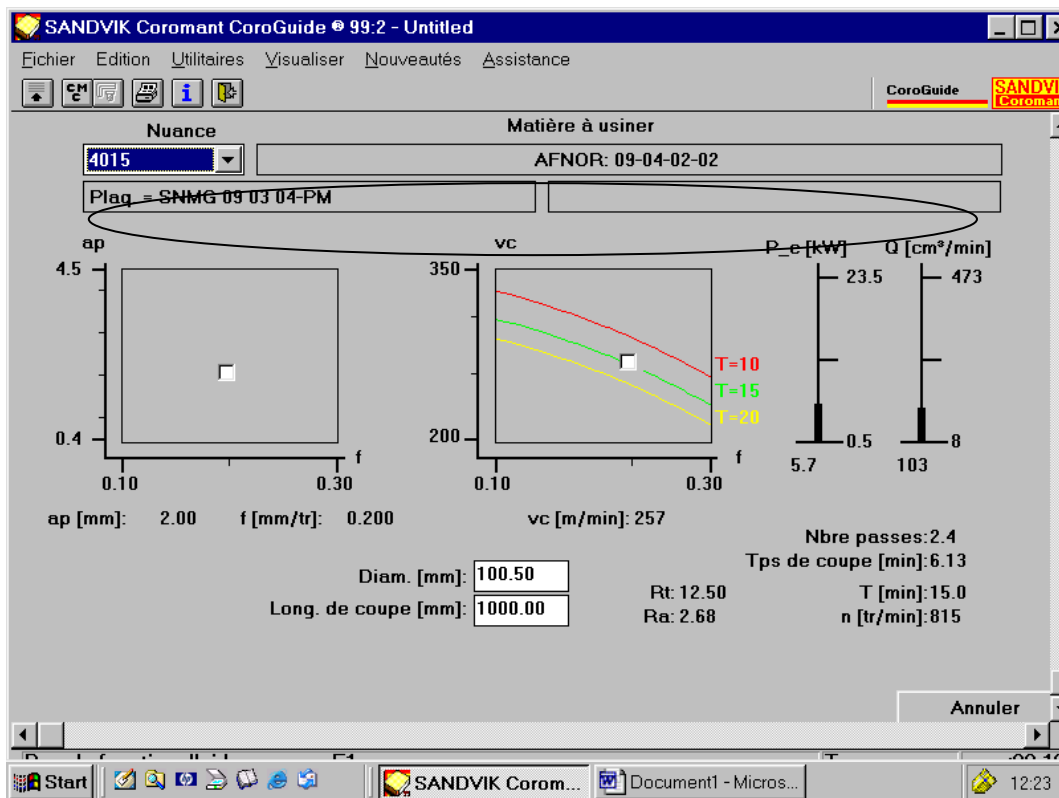 SANDVIK Coromant CoroGuide ® 99:2 - Untitled
Fichier Edition Utilitaires Visualiser Nouveautés Assistance
CMC i CoroGuide SANDVI
Coroman
Nuance Matière à usiner
4015 AFNOR: 09-04-02-02
Plaq. = SNMG 09 03 04-PM
ap vc P_c [kW] Q [cm³/min]
4.5 350 23.5 473
T=10
T=15
T=20
0.4 200 0.5 8
f f 5.7 103
0.10 0.30 0.10 0.30
ap [mm]: 2.00 f [mm/tr]: 0.200 vc [m/min]: 257
Nbre passes: 2.4
Tps de coupe [min]: 6.13
Diam. [mm]: 100.50
Rt: 12.50 T [min]: 15.0
Long. de coupe [mm]: 1000.00
Ra: 2.68 n [tr/min]: 815
Annuler
Start SANDVIK Corom... Document1 - Micros... 12:23